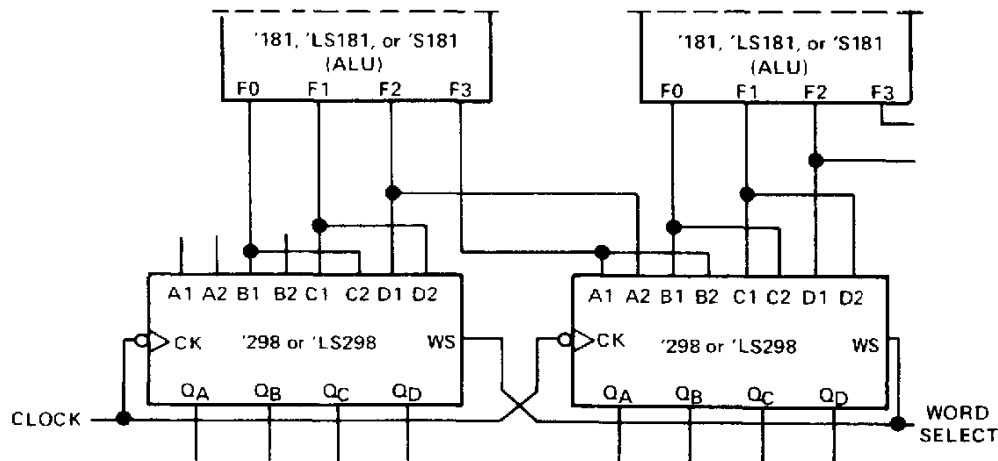 '181, 'LS181, or 'S181
(ALU)
F0 F1 F2 F3
'181, 'LS181, or 'S181
(ALU)
F0 F1 F2 F3
A1 A2 B1 B2 C1 C2 D1 D2
CK '298 or 'LS298 WS
QA QB QC QD
A1 A2 B1 B2 C1 C2 D1 D2
CK '298 or 'LS298 WS
QA QB QC QD
CLOCK
WORD
SELECT